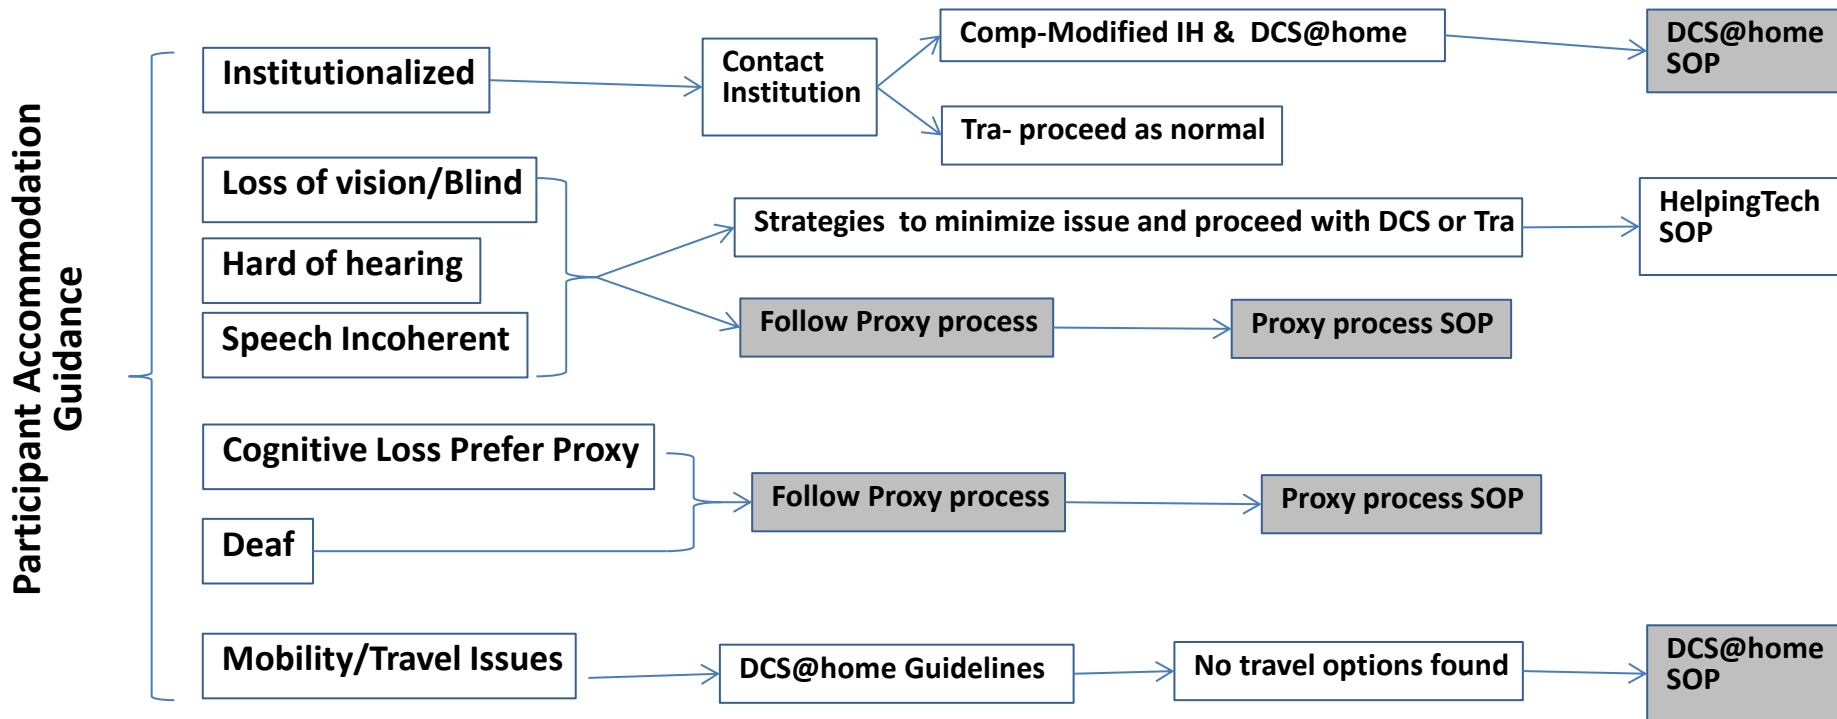 Participant Accommodation
Guidance
Institutionalized
Contact
Institution
Comp-Modified IH & DCS@home
DCS@home
SOP
Tra- proceed as normal
Loss of vision/Blind
Hard of hearing
Speech Incoherent
Strategies to minimize issue and proceed with DCS or Tra
HelpingTech
SOP
Follow Proxy process
Proxy process SOP
Cognitive Loss Prefer Proxy
Deaf
Follow Proxy process
Proxy process SOP
Mobility/Travel Issues
DCS@home Guidelines
No travel options found
DCS@home
SOP